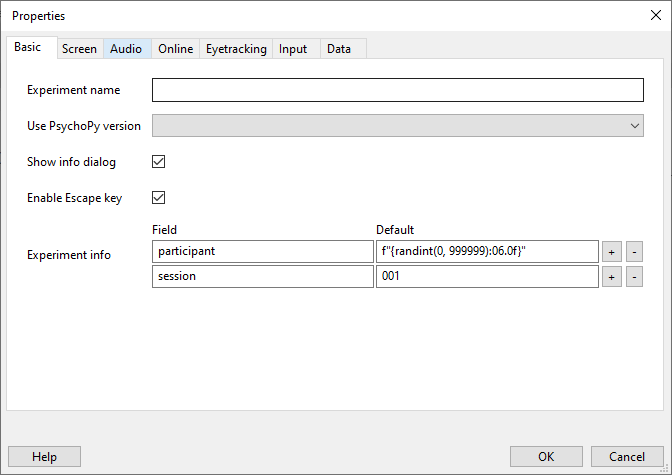 Properties
Basic Screen Audio Online Eyetracking Input Data
Experiment name
Use PsychoPy version
Show info dialog
Enable Escape key
Field Default
Experiment info
participant f"{randint(0, 999999):06.0f}" + -
session 001 + -
Help OK Cancel